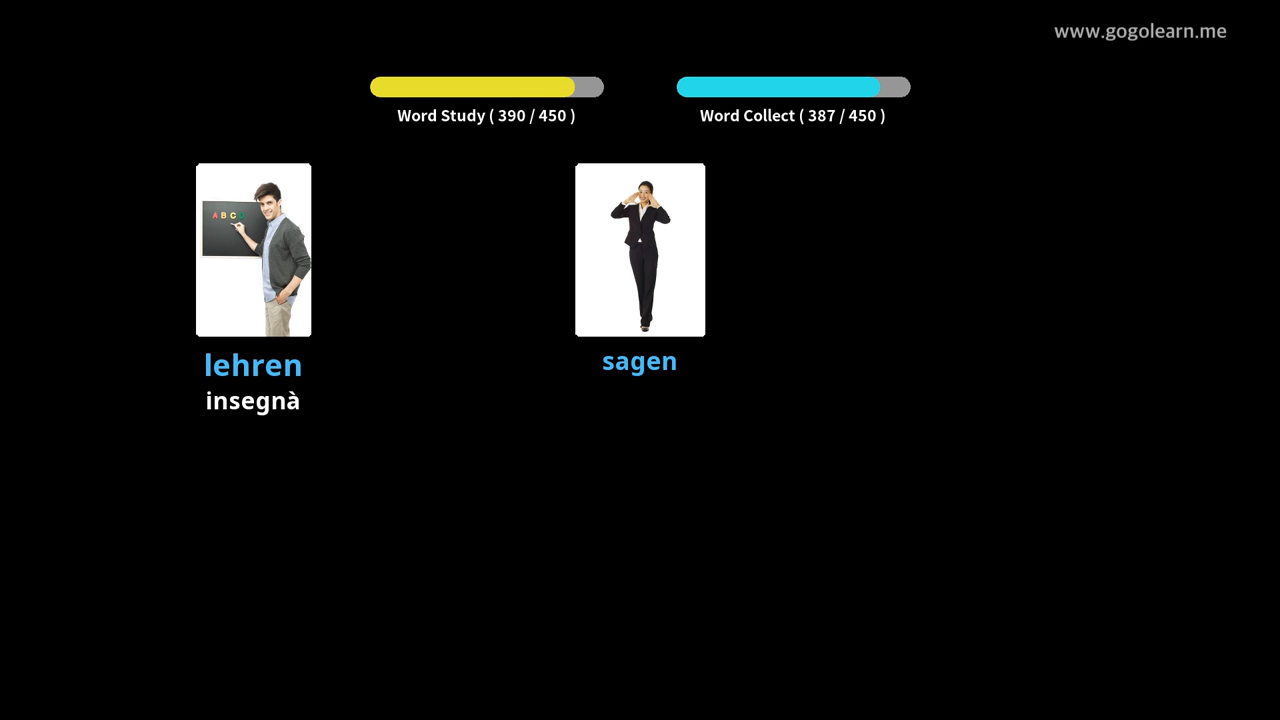 www.gogolearn.me
Word Study ( 390 / 450 )
Word Collect ( 387 / 450 )
A B C D
lehren
insegnà
sagen